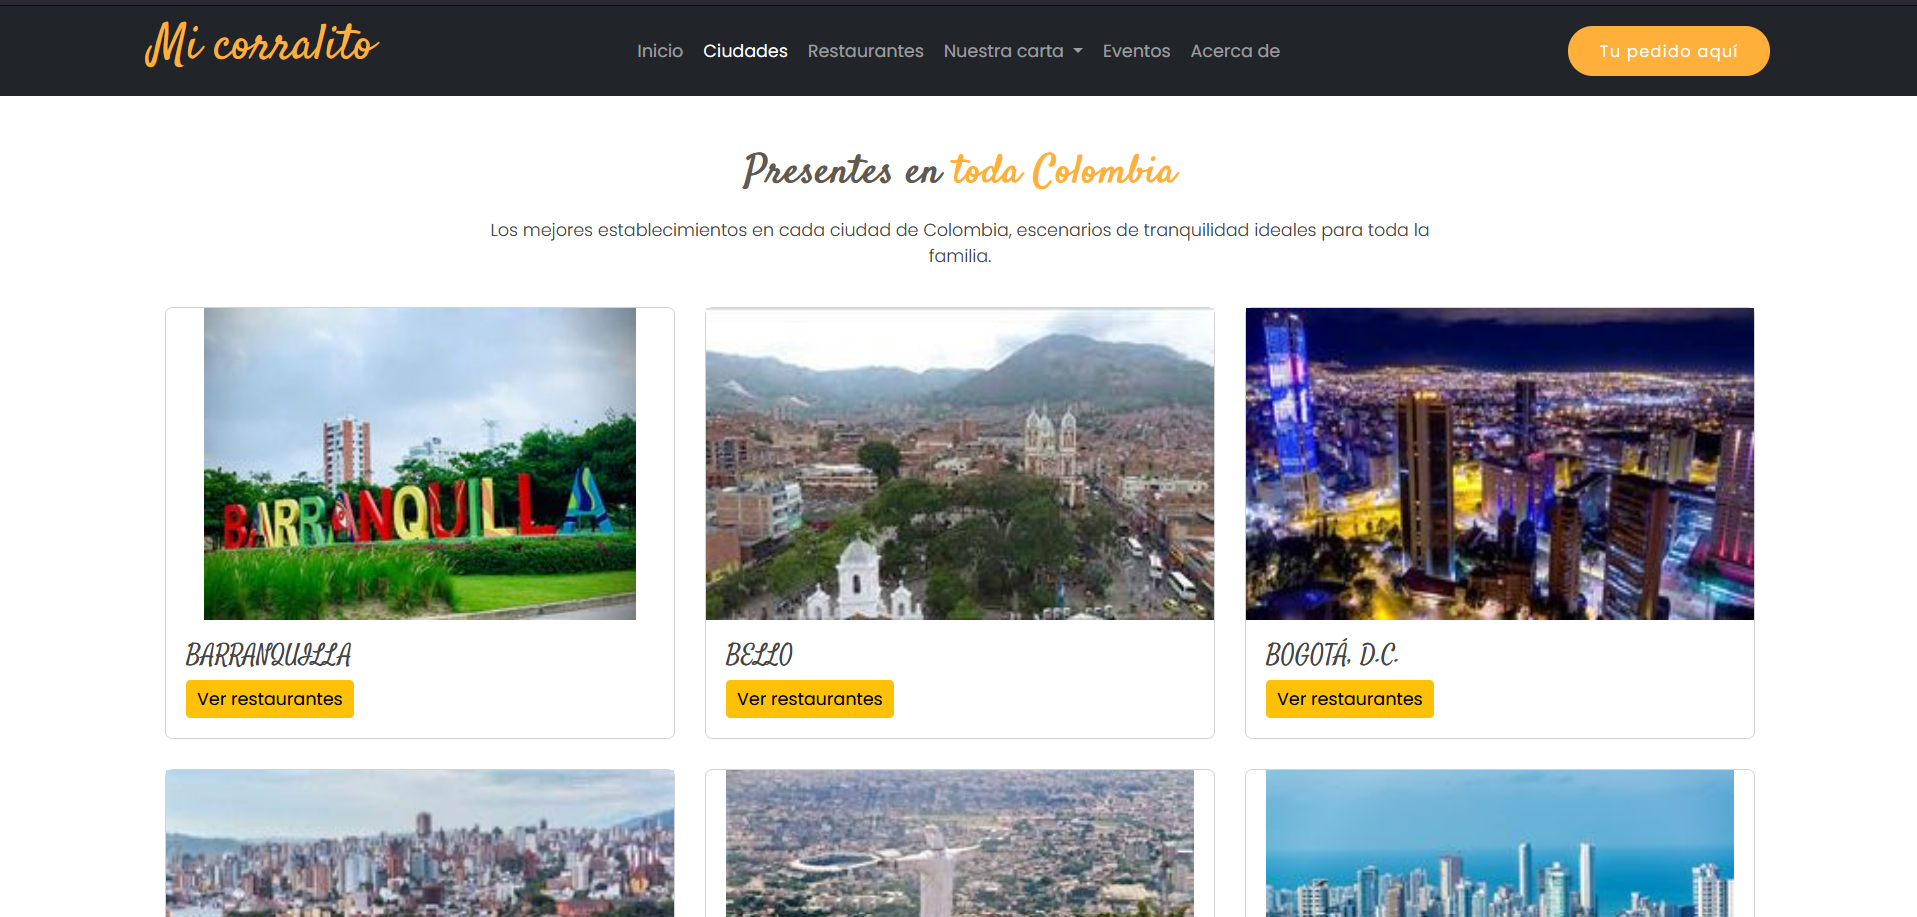 Mi corralito
Inicio Ciudades Restaurantes Nuestra carta Eventos Acerca de
Tu pedido aquí
Presentes en toda Colombia
Los mejores establecimientos en cada ciudad de Colombia, escenarios de tranquilidad ideales para toda la
familia.
BARRANQUILLA
BARRANQUILLA
Ver restaurantes
BELLO
Ver restaurantes
BOGOTÁ, D.C.
Ver restaurantes